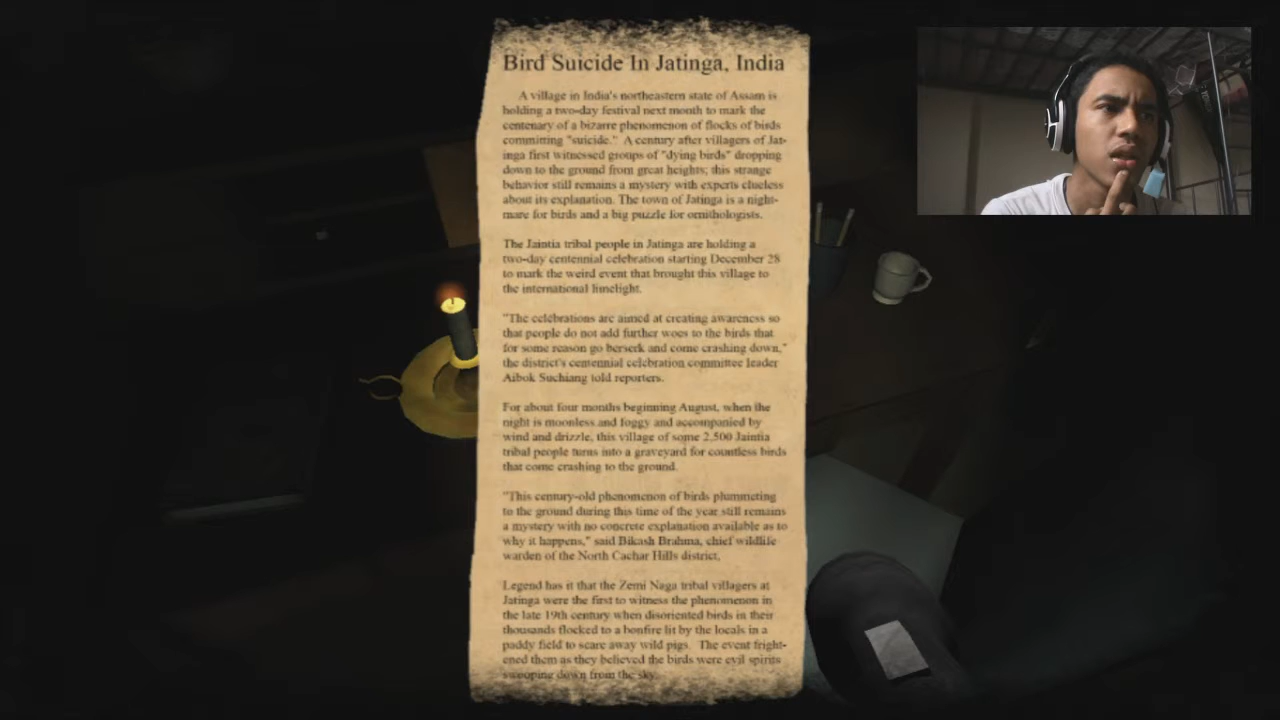 Bird Suicide In Jatinga, India
A village in India's northeastern state of Assam is
holding a two-day festival next month to mark the
centenary of a bizarre phenomenon of flocks of birds
committing "suicide." A century after villagers of Jat-
inga first witnessed groups of "dying birds" dropping
down to the ground from great heights; this strange
behavior still remains a mystery with experts clueless
about its explanation. The town of Jatinga is a night-
mare for birds and a big puzzle for ornithologists.
The Jaintia tribal people in Jatinga are holding a
two-day centennial celebration starting December 28
to mark the weird event that brought this village to
the international limelight.
"The celebrations are aimed at creating awareness so
that people do not add further woes to the birds that
for some reason go berserk and come crashing down,"
the district's centennial celebration committee leader
Aibok Suchiang told reporters.
For about four months beginning August, when the
night is moonless and foggy and accompanied by
wind and drizzle, this village of some 2,500 Jaintia
tribal people turns into a graveyard for countless birds
that come crashing to the ground.
"This century-old phenomenon of birds plummeting
to the ground during this time of the year still remains
a mystery with no concrete explanation available as to
why it happens," said Bikash Brahma, chief wildlife
warden of the North Cachar Hills district.
Legend has it that the Zemi Naga tribal villagers at
Jatinga were the first to witness the phenomenon in
the late 19th century when disoriented birds in their
thousands flocked to a bonfire lit by the locals in a
paddy field to scare away wild pigs. The event fright-
ened them as they believed the birds were evil spirits
swooping down from the sky.